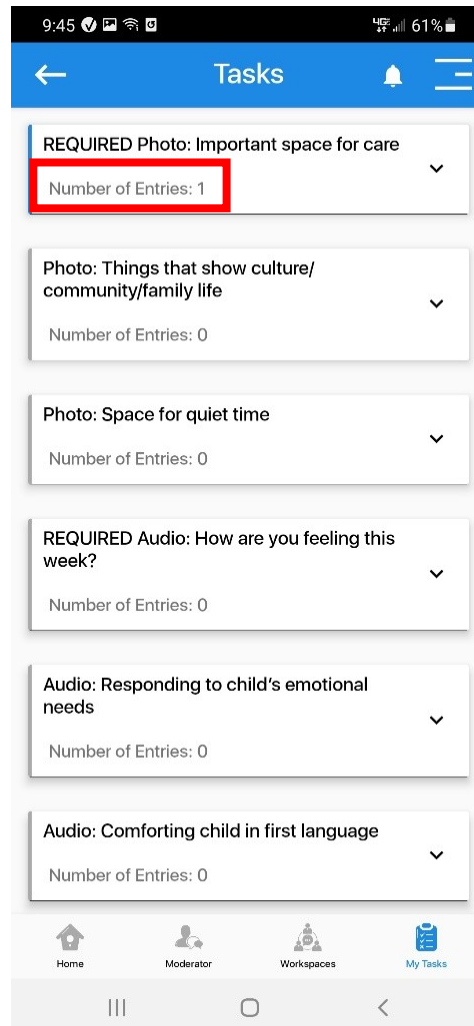 9:45 4GE 61%
Tasks
REQUIRED Photo: Important space for care
Number of Entries: 1
Photo: Things that show culture/
community/family life
Number of Entries: 0
Photo: Space for quiet time
Number of Entries: 0
REQUIRED Audio: How are you feeling this
week?
Number of Entries: 0
Audio: Responding to child’s emotional
needs
Number of Entries: 0
Audio: Comforting child in first language
Number of Entries: 0
Home Moderator Workspaces My Tasks